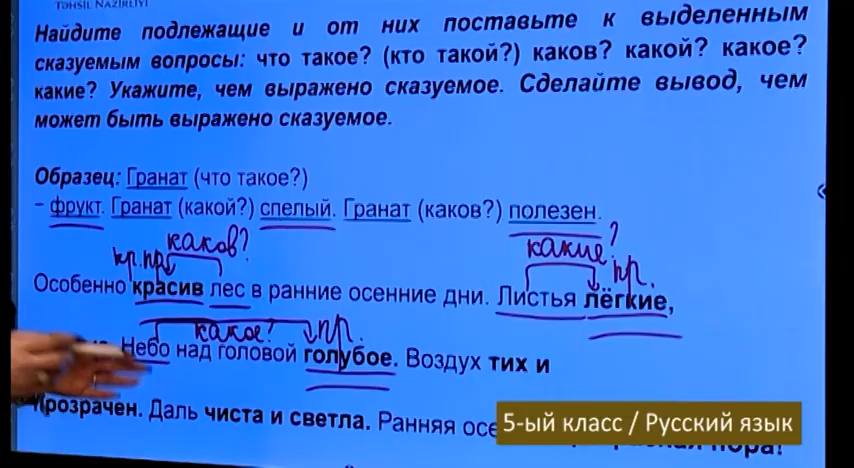 TƏHSİL NAZİRLİYİ
Найдите подлежащие и от них поставьте к выделенным
сказуемым вопросы: что такое? (кто такой?) каков? какой? какое?
какие? Укажите, чем выражено сказуемое. Сделайте вывод, чем
может быть выражено сказуемое.
Образец: Гранат (что такое?)
– фрукт. Гранат (какой?) спелый. Гранат (каков?) полезен.
кр.пр. каков? какие? пр.
Особенно красив лес в ранние осенние дни. Листья лёгкие,
какое? пр.
Небо над головой голубое. Воздух тих и
прозрачен. Даль чиста и светла. Ранняя
пора!
5-ый класс / Русский язык